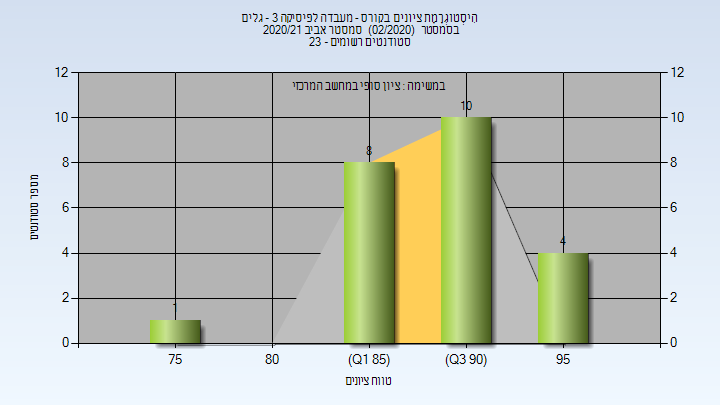 היסטוגרמת ציונים בקורס - מעבדה לפיסיקה 3 - גלים
בסמסטר (02/2020) סמסטר אביב 2020/21
סטודנטים רשומים - 23
במשימה : ציון סופי במחשב המרכזי
12 12
10 10 10
8 8 8
6 6
4 4 4
2 1 2
0 0
75 80 (Q1 85) (Q3 90) 95
מספר סטודנטים
טווח ציונים